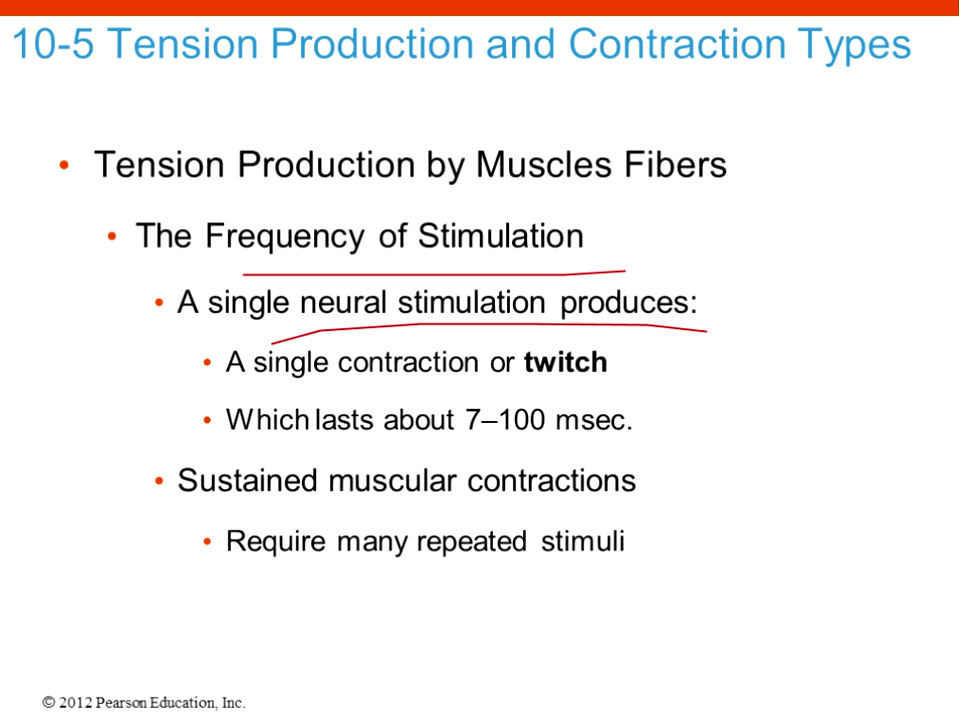 10-5 Tension Production and Contraction Types
• Tension Production by Muscles Fibers
• The Frequency of Stimulation
• A single neural stimulation produces:
• A single contraction or twitch
• Which lasts about 7–100 msec.
• Sustained muscular contractions
• Require many repeated stimuli
© 2012 Pearson Education, Inc.